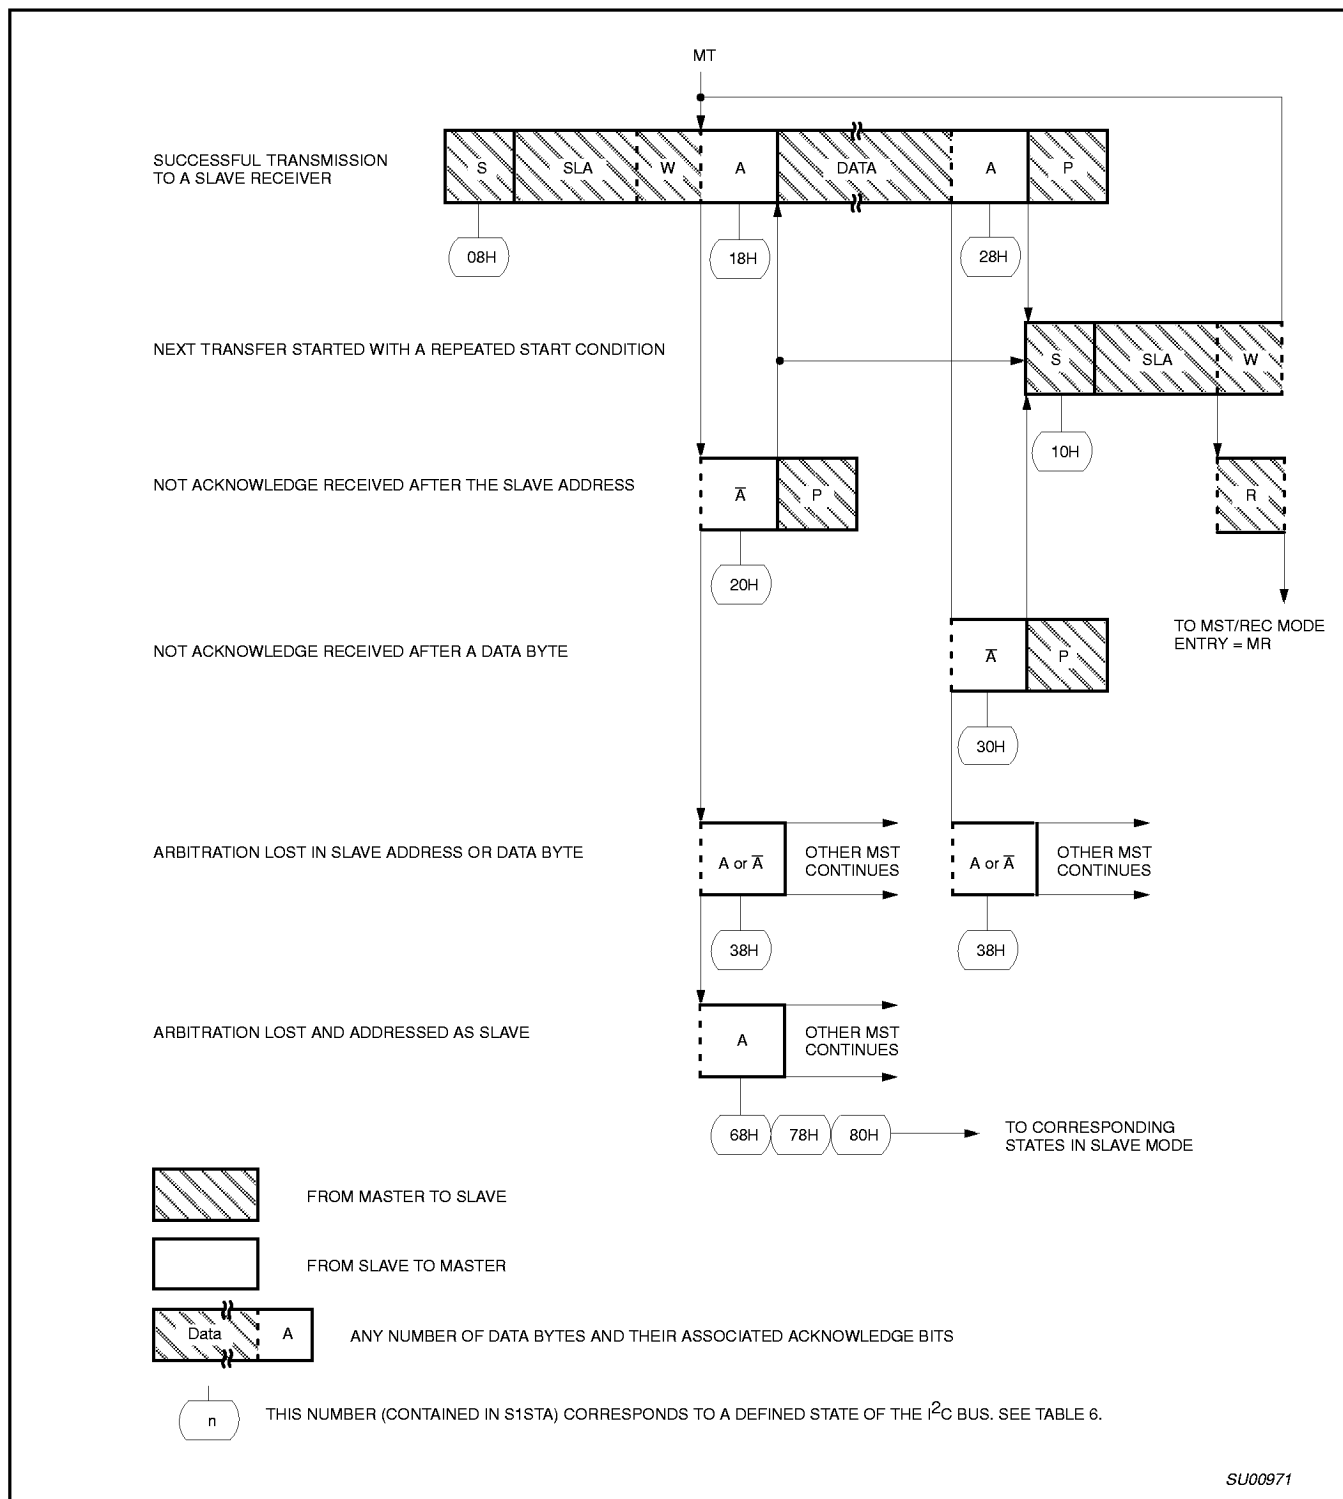 MT
SUCCESSFUL TRANSMISSION
TO A SLAVE RECEIVER
S SLA W A DATA A P
08H 18H 28H
NEXT TRANSFER STARTED WITH A REPEATED START CONDITION
S SLA W
10H
NOT ACKNOWLEDGE RECEIVED AFTER THE SLAVE ADDRESS
A̅ P
R
20H
TO MST/REC MODE
ENTRY = MR
NOT ACKNOWLEDGE RECEIVED AFTER A DATA BYTE
A̅ P
30H
ARBITRATION LOST IN SLAVE ADDRESS OR DATA BYTE
A or A̅
OTHER MST
CONTINUES
A or A̅
OTHER MST
CONTINUES
38H 38H
ARBITRATION LOST AND ADDRESSED AS SLAVE
A
OTHER MST
CONTINUES
68H 78H 80H
TO CORRESPONDING
STATES IN SLAVE MODE
FROM MASTER TO SLAVE
FROM SLAVE TO MASTER
Data A
ANY NUMBER OF DATA BYTES AND THEIR ASSOCIATED ACKNOWLEDGE BITS
n
THIS NUMBER (CONTAINED IN S1STA) CORRESPONDS TO A DEFINED STATE OF THE I²C BUS. SEE TABLE 6.
SU00971